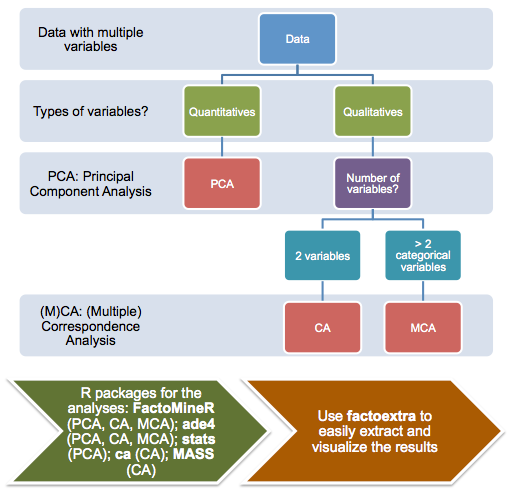 Data with multiple
variables
Data
Types of variables?
Quantitatives
Qualitatives
PCA: Principal
Component Analysis
PCA
Number of
variables?
2 variables
> 2
categorical
variables
(M)CA: (Multiple)
Correspondence
Analysis
CA
MCA
R packages for the
analyses: FactoMineR
(PCA, CA, MCA); ade4
(PCA, CA, MCA); stats
(PCA); ca (CA); MASS
(CA)
Use factoextra to
easily extract and
visualize the results